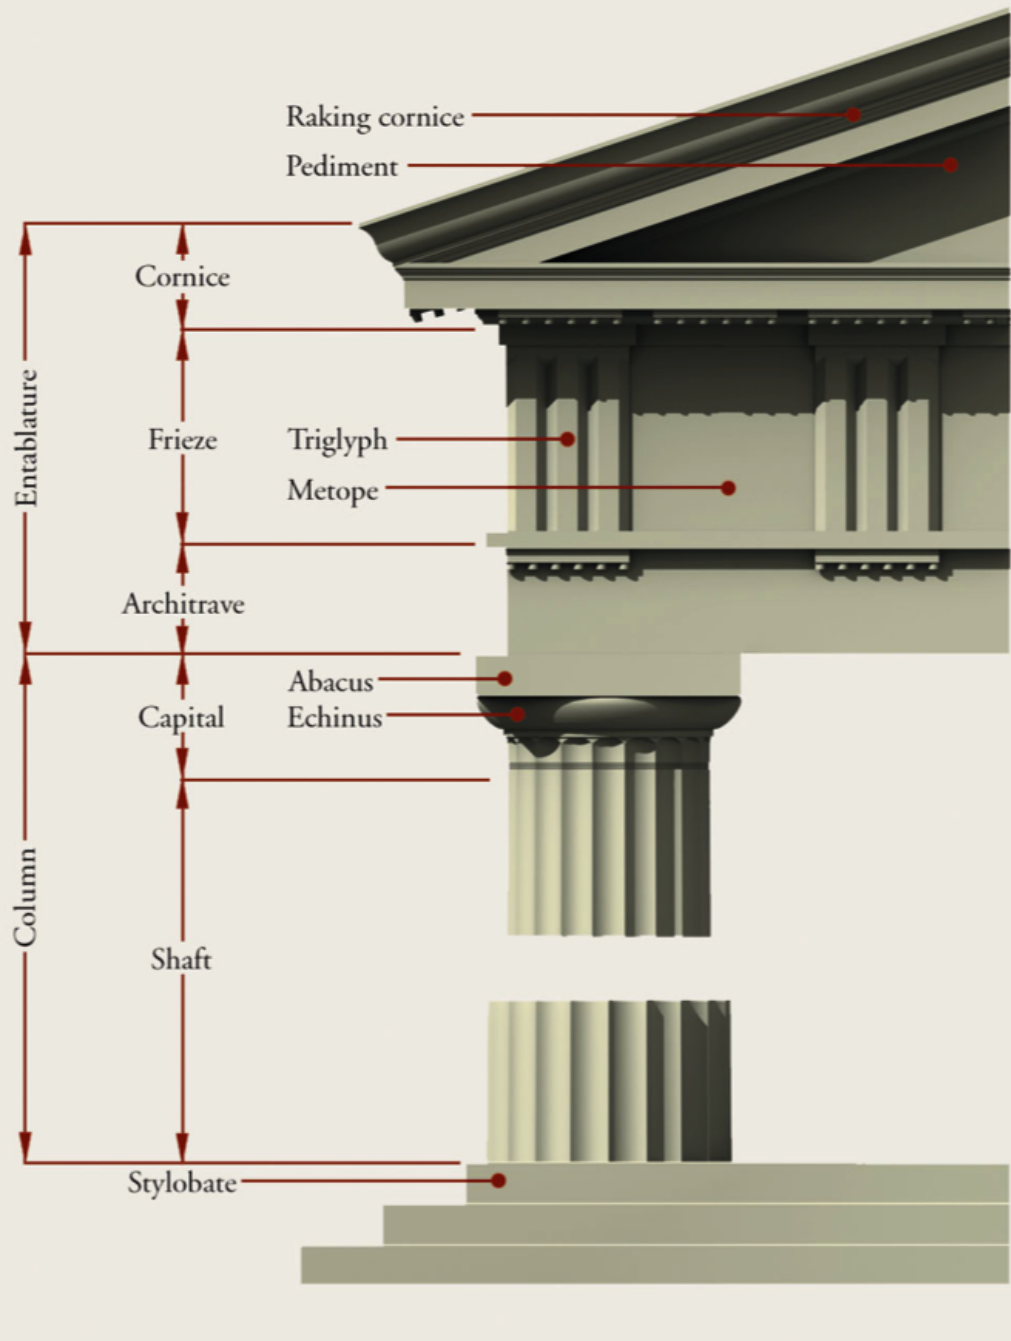 Raking cornice
Pediment
Cornice
Entablature
Frieze
Triglyph
Metope
Architrave
Abacus
Capital
Echinus
Column
Shaft
Stylobate